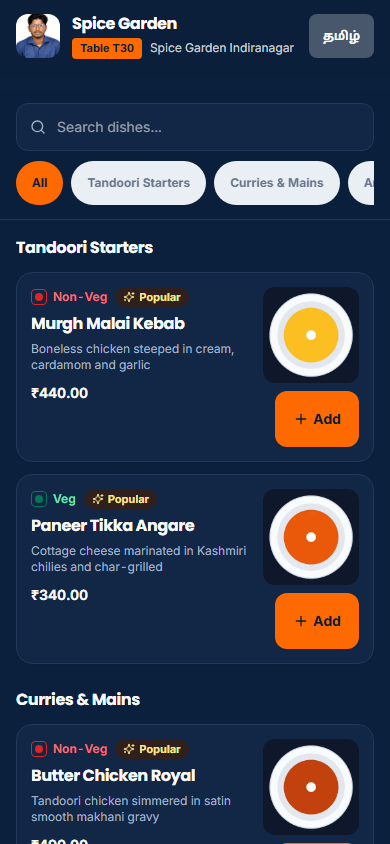 Spice Garden
Table T30 Spice Garden Indiranagar
தமிழ்
Search dishes...
All
Tandoori Starters
Curries & Mains
Tandoori Starters
Non-Veg
Popular
Murgh Malai Kebab
Boneless chicken steeped in cream,
cardamom and garlic
₹440.00
+ Add
Veg
Popular
Paneer Tikka Angare
Cottage cheese marinated in Kashmiri
chilies and char-grilled
₹340.00
+ Add
Curries & Mains
Non-Veg
Popular
Butter Chicken Royal
Tandoori chicken simmered in satin
smooth makhani gravy